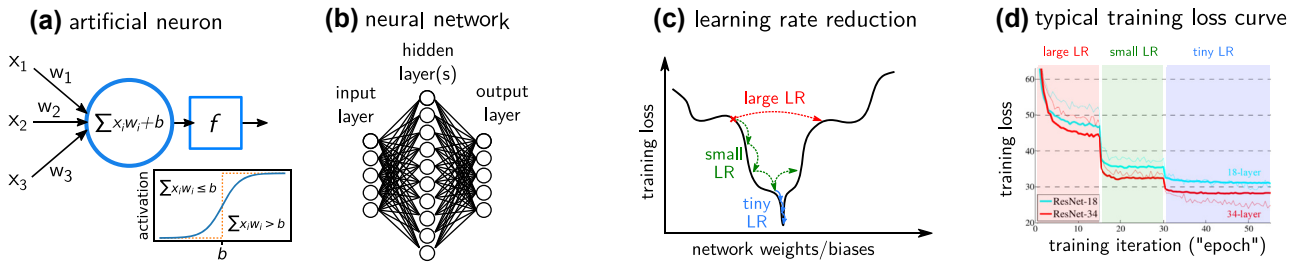 (a) artificial neuron
x1
x2
x3
w1
w2
w3
∑ xiwi+b
f
activation
∑xiwi ≤ b
∑xiwi > b
b
(b) neural network
hidden
layer(s)
input
layer
output
layer
(c) learning rate reduction
training loss
large LR
small
LR
tiny
LR
network weights/biases
(d) typical training loss curve
large LR
small LR
tiny LR
training loss
60
50
40
30
20
18-layer
34-layer
ResNet-18
ResNet-34
0
10
20
30
40
50
training iteration ("epoch")